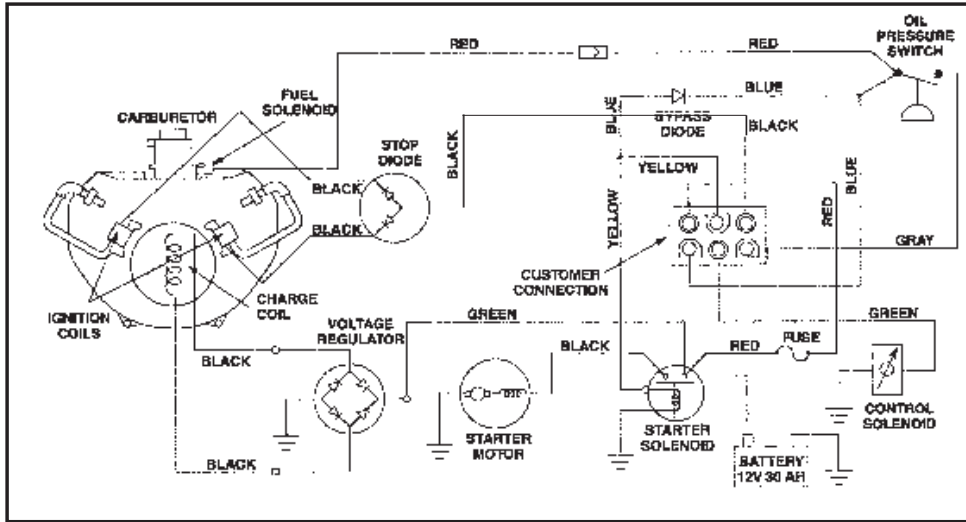 OIL
PRESSURE
SWITCH
RED
RED
BLUE
BLUE
BYPASS
DIODE
BLACK
FUEL
SOLENOID
CARBURETOR
STOP
DIODE
BLACK
BLACK
BLACK
YELLOW
YELLOW
RED
BLUE
GRAY
CUSTOMER
CONNECTION
IGNITION
COILS
CHARGE
COIL
VOLTAGE
REGULATOR
GREEN
GREEN
BLACK
BLACK
RED
FUSE
STARTER
MOTOR
STARTER
SOLENOID
CONTROL
SOLENOID
BLACK
BATTERY
12V 30 AH